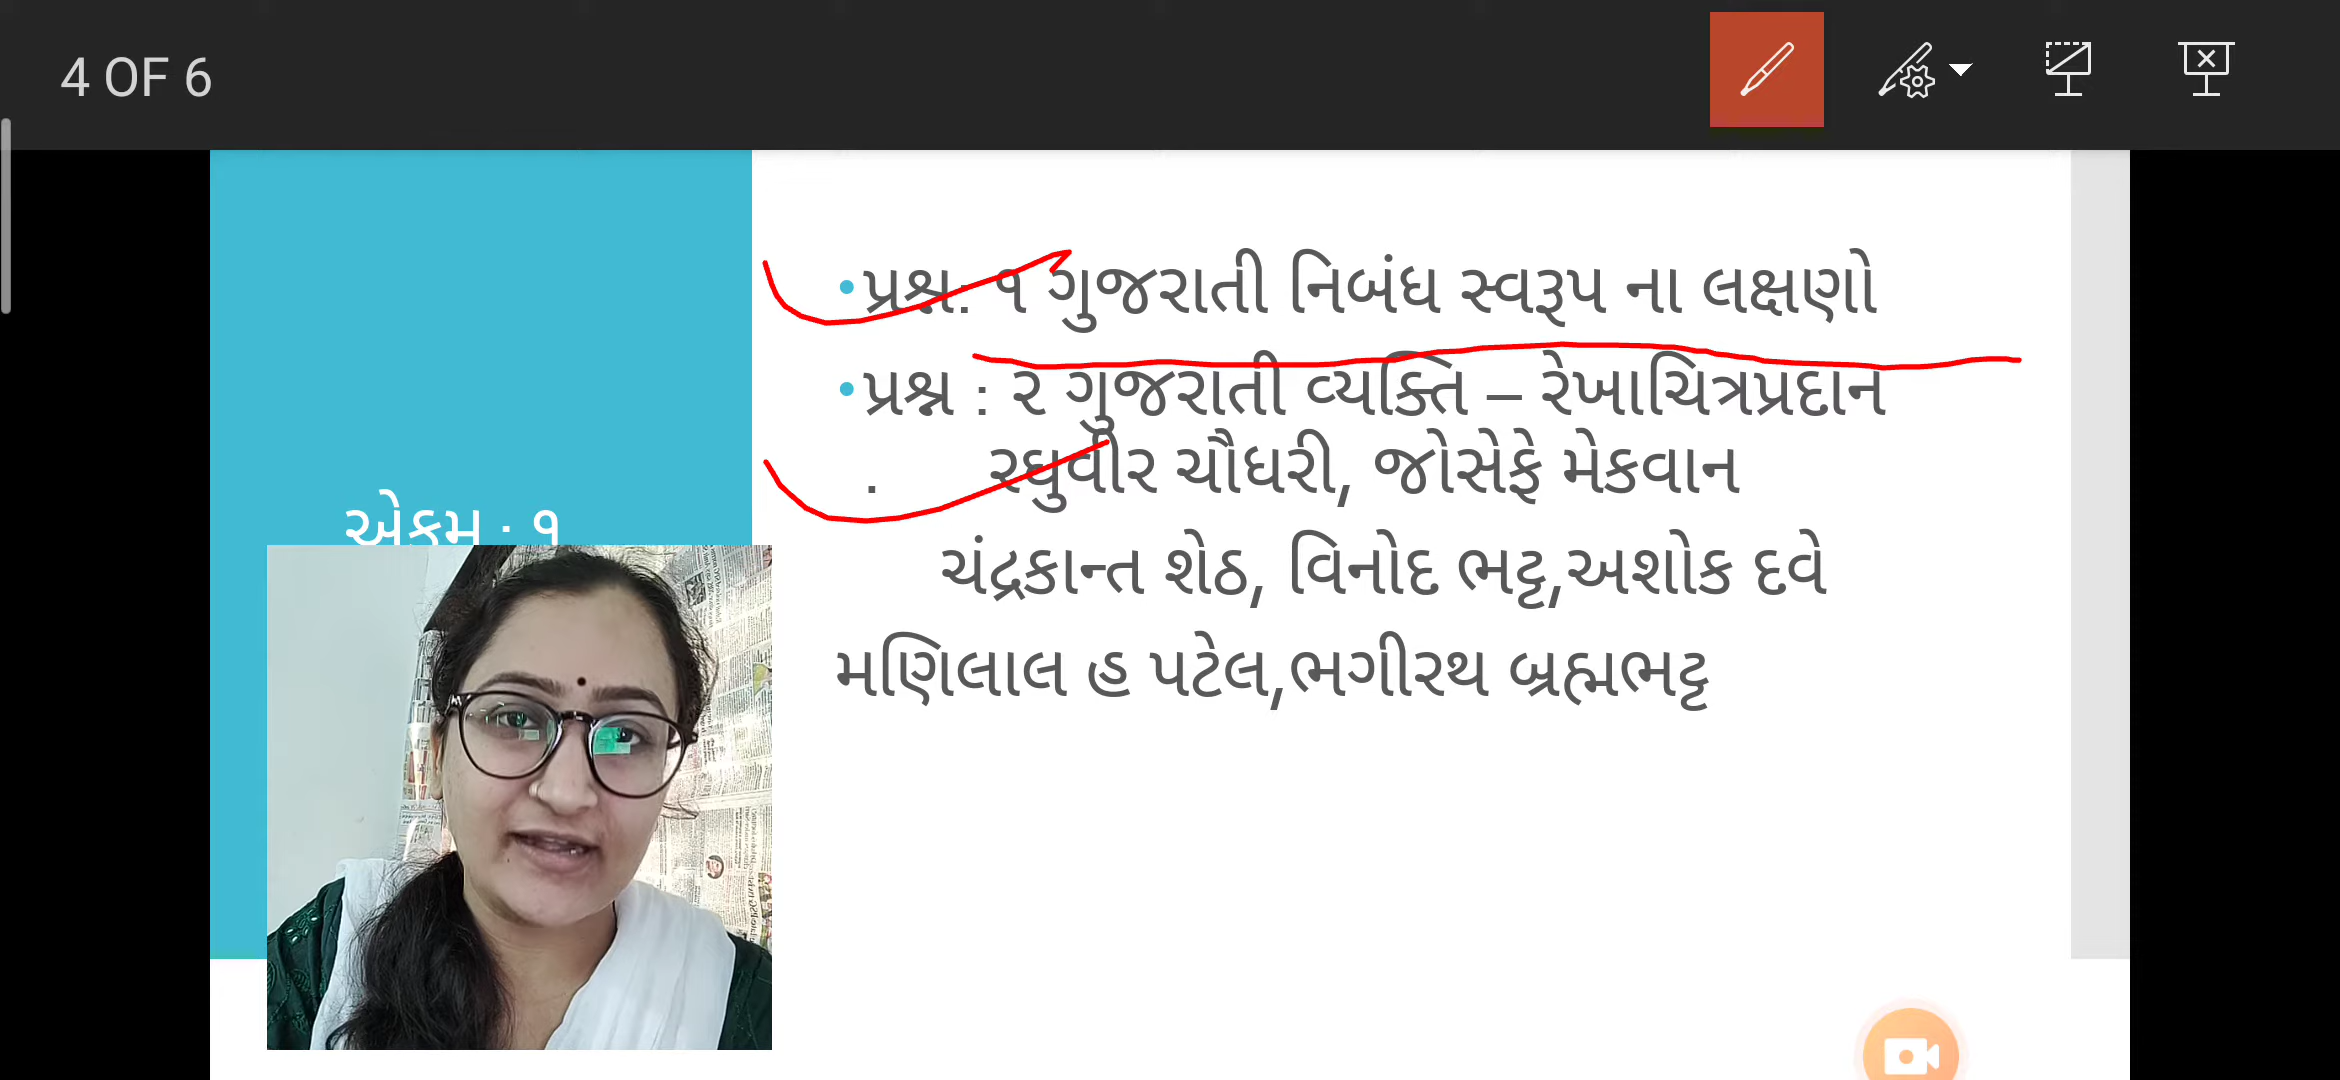 4 OF 6
•પ્રશ્ન: ૧ ગુજરાતી નિબંધ સ્વરૂપ ના લક્ષણો
•પ્રશ્ન : ૨ ગુજરાતી વ્યક્તિ – રેખાચિત્રપ્રદાન
. રઘુવીર ચૌધરી, જોસેફે મેકવાન
ચંદ્રકાન્ત શેઠ, વિનોદ ભટ્ટ,અશોક દવે
મણિલાલ હ પટેલ,ભગીરથ બ્રહ્મભટ્ટ
એકમ : ૧